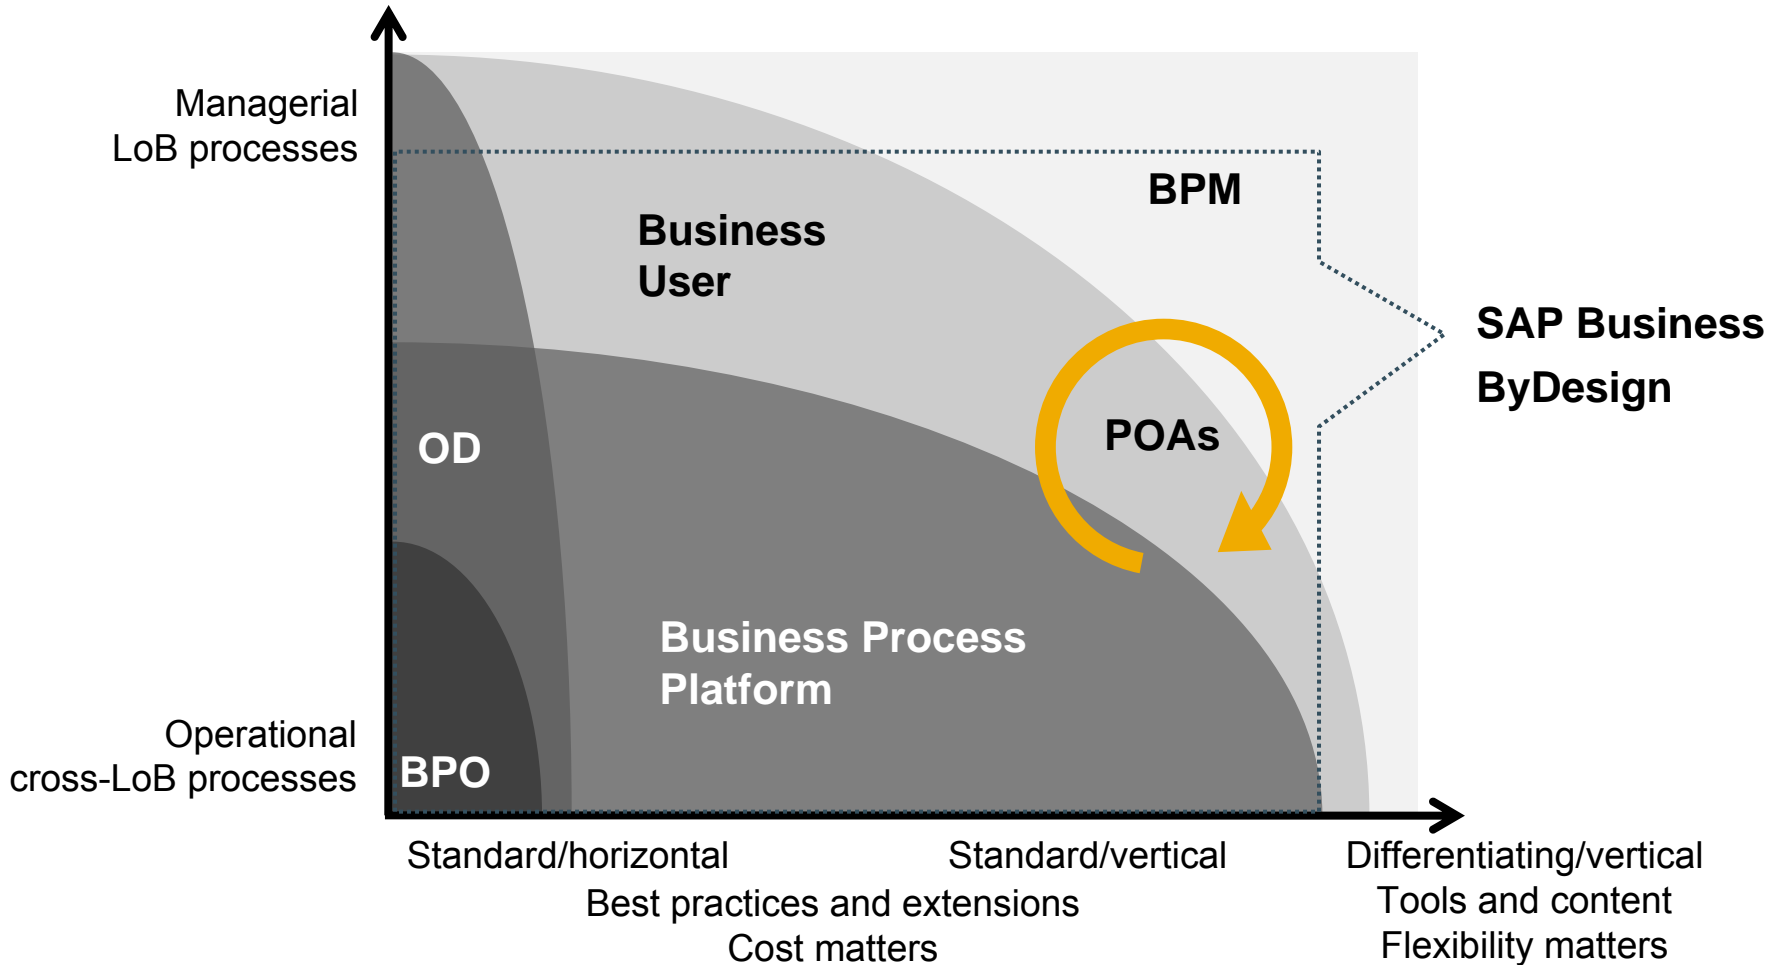 Managerial
LoB processes
BPM
Business
User
SAP Business
ByDesign
POAs
OD
Business Process
Platform
Operational
cross-LoB processes
BPO
Standard/horizontal
Standard/vertical
Differentiating/vertical
Best practices and extensions
Tools and content
Cost matters
Flexibility matters